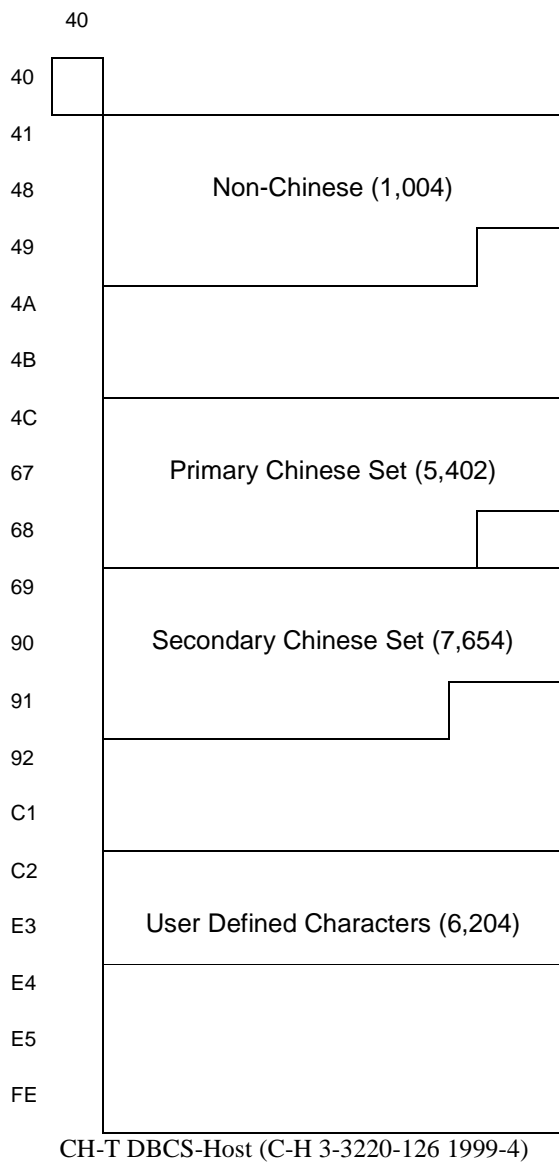 40
40
41
48 Non-Chinese (1,004)
49
4A
4B
4C
67 Primary Chinese Set (5,402)
68
69
90 Secondary Chinese Set (7,654)
91
92
C1
C2
E3 User Defined Characters (6,204)
E4
E5
FE
CH-T DBCS-Host (C-H 3-3220-126 1999-4)